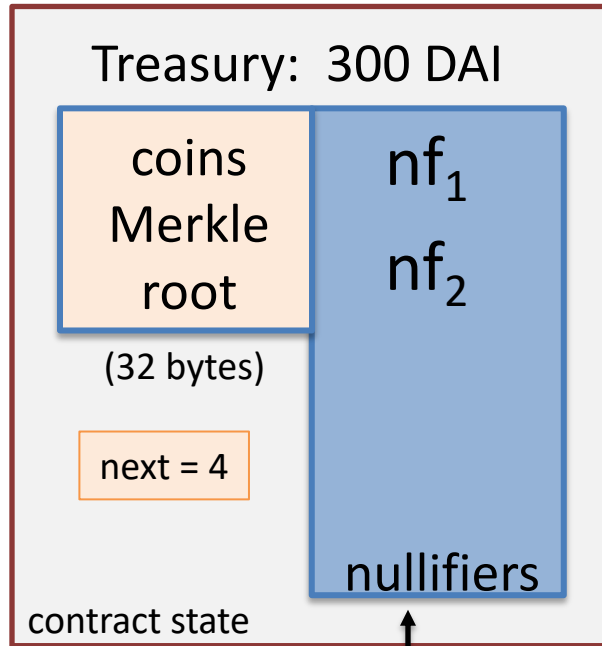 Treasury: 300 DAI
coins
Merkle
root
(32 bytes)
next = 4
nf₁
nf₂
nullifiers
contract state